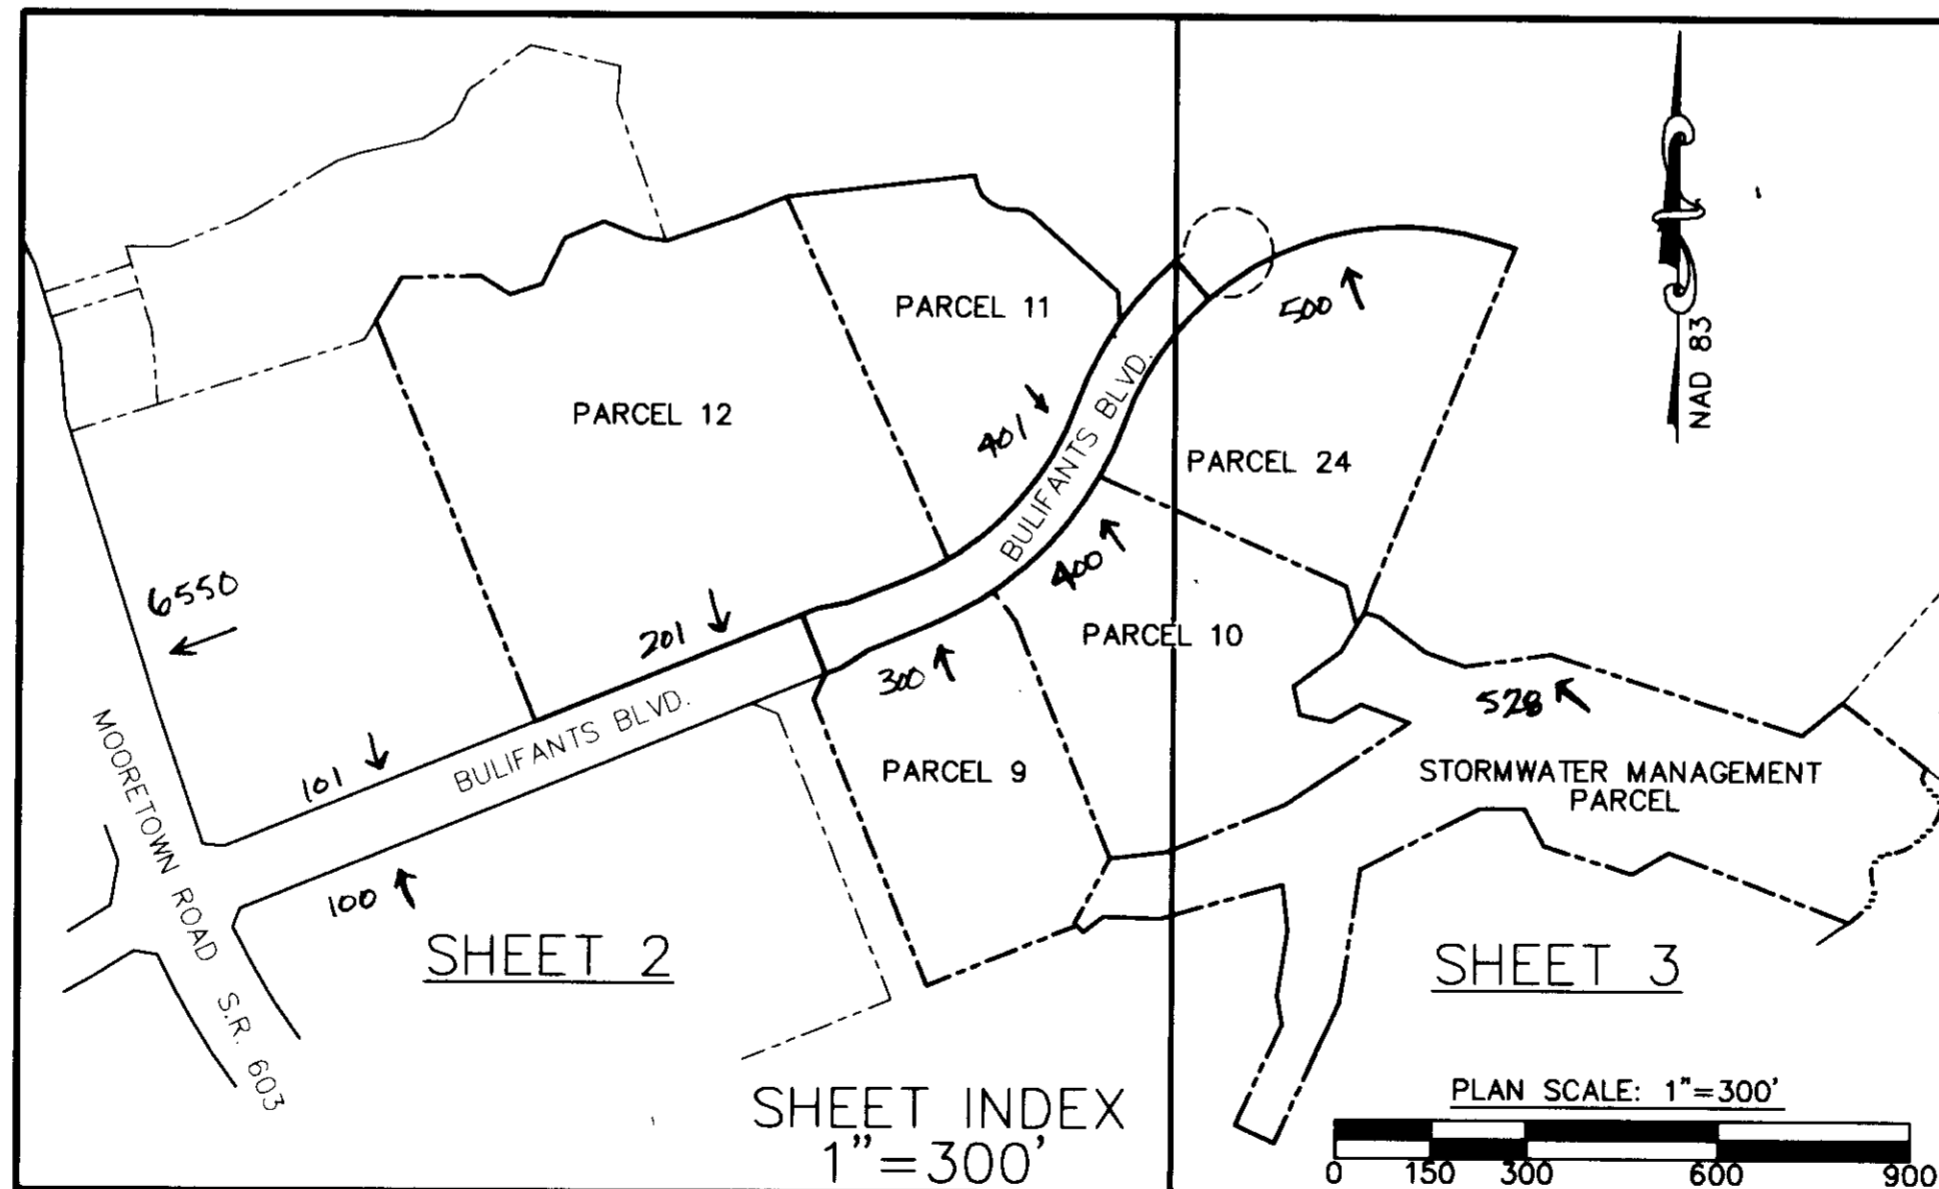 PARCEL 11
500
NAD 83
PARCEL 12
401
BULIFANTS BLVD.
PARCEL 24
6550
400
201
PARCEL 10
300
528
MOORETOWN ROAD S.R. 603
101
BULIFANTS BLVD.
PARCEL 9
STORMWATER MANAGEMENT
PARCEL
100
SHEET 2
SHEET 3
SHEET INDEX
1"=300'
PLAN SCALE: 1"=300'
0 150 300 600 900